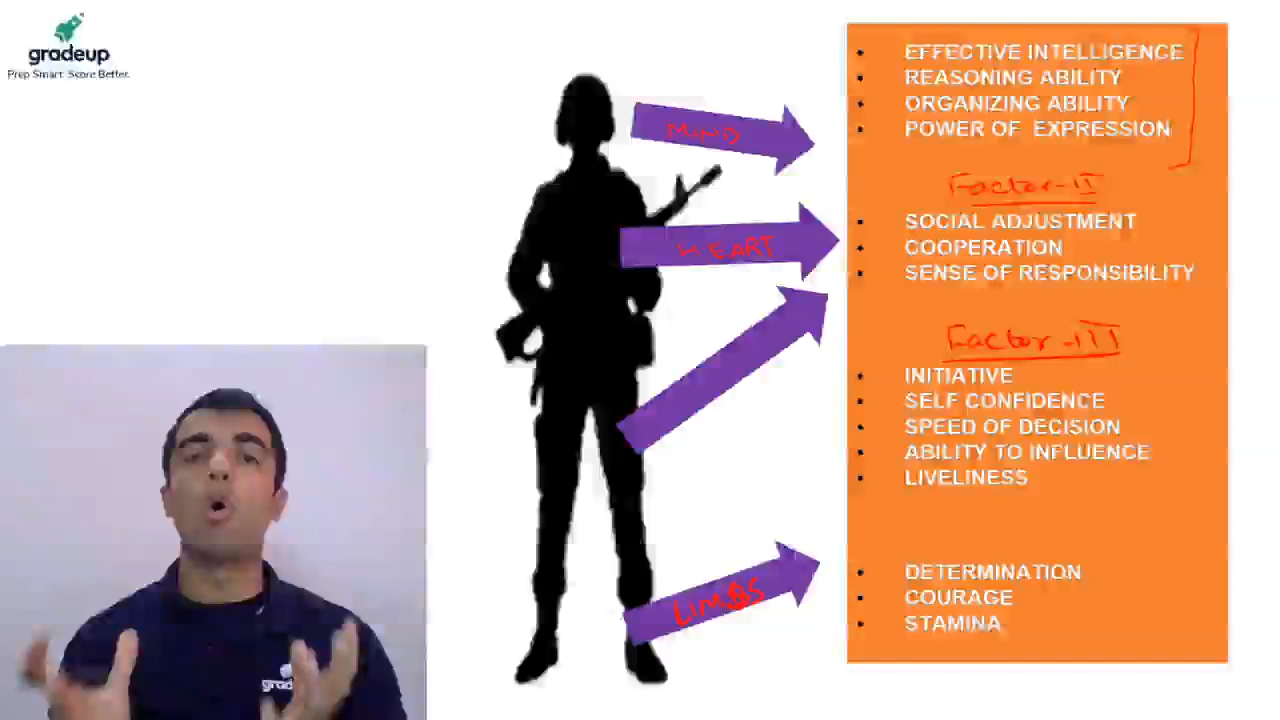 gradeup
Prep Smart. Score Better.
MIND
HEART
LIMBS
EFFECTIVE INTELLIGENCE
REASONING ABILITY
ORGANIZING ABILITY
POWER OF EXPRESSION
Factor-II
SOCIAL ADJUSTMENT
COOPERATION
SENSE OF RESPONSIBILITY
Factor-III
INITIATIVE
SELF CONFIDENCE
SPEED OF DECISION
ABILITY TO INFLUENCE
LIVELINESS
DETERMINATION
COURAGE
STAMINA
grad